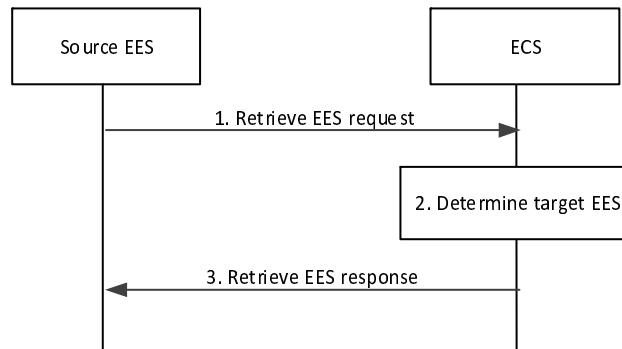 Source EES
ECS
1. Retrieve EES request
2. Determine target EES
3. Retrieve EES response